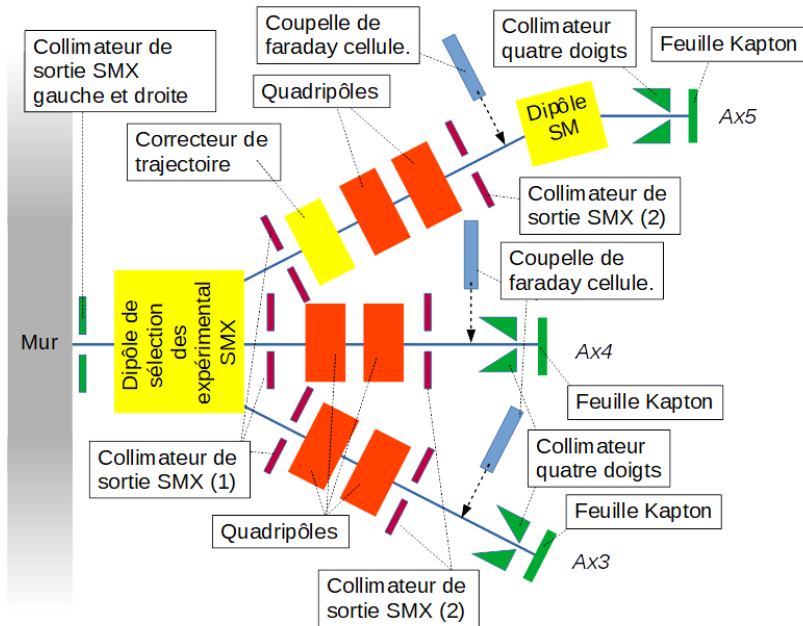 Collimateur de
sortie SMX
gauche et droite
Coupelle de
faraday cellule.
Collimateur
quatre doigts
Feuille Kapton
Quadripôles
Dipôle
SM
Ax5
Correcteur de
trajectoire
Collimateur de
sortie SMX (2)
Coupelle de
faraday cellule.
Mur
Dipôle de
sélection
des
expérimental
SMX
Ax4
Feuille Kapton
Collimateur de
sortie SMX (1)
Collimateur
quatre doigts
Quadripôles
Feuille Kapton
Ax3
Collimateur de
sortie SMX (2)